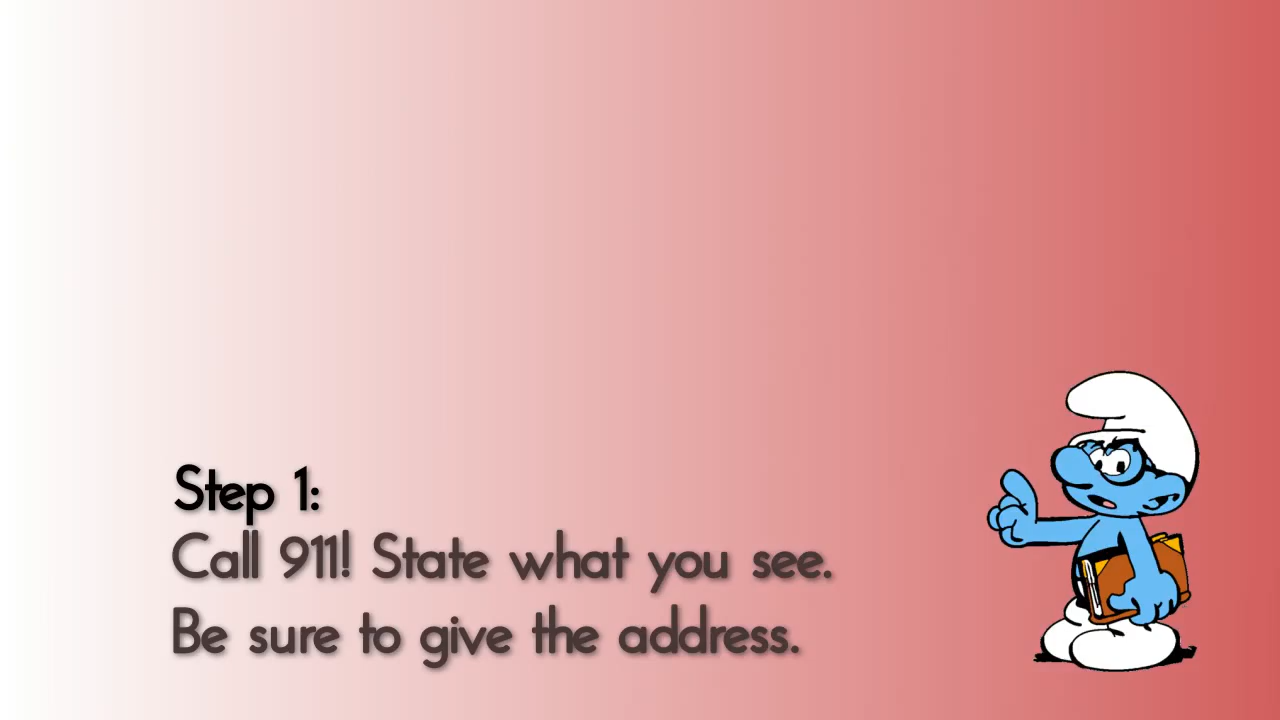 Step 1:
Call 911! State what you see.
Be sure to give the address.